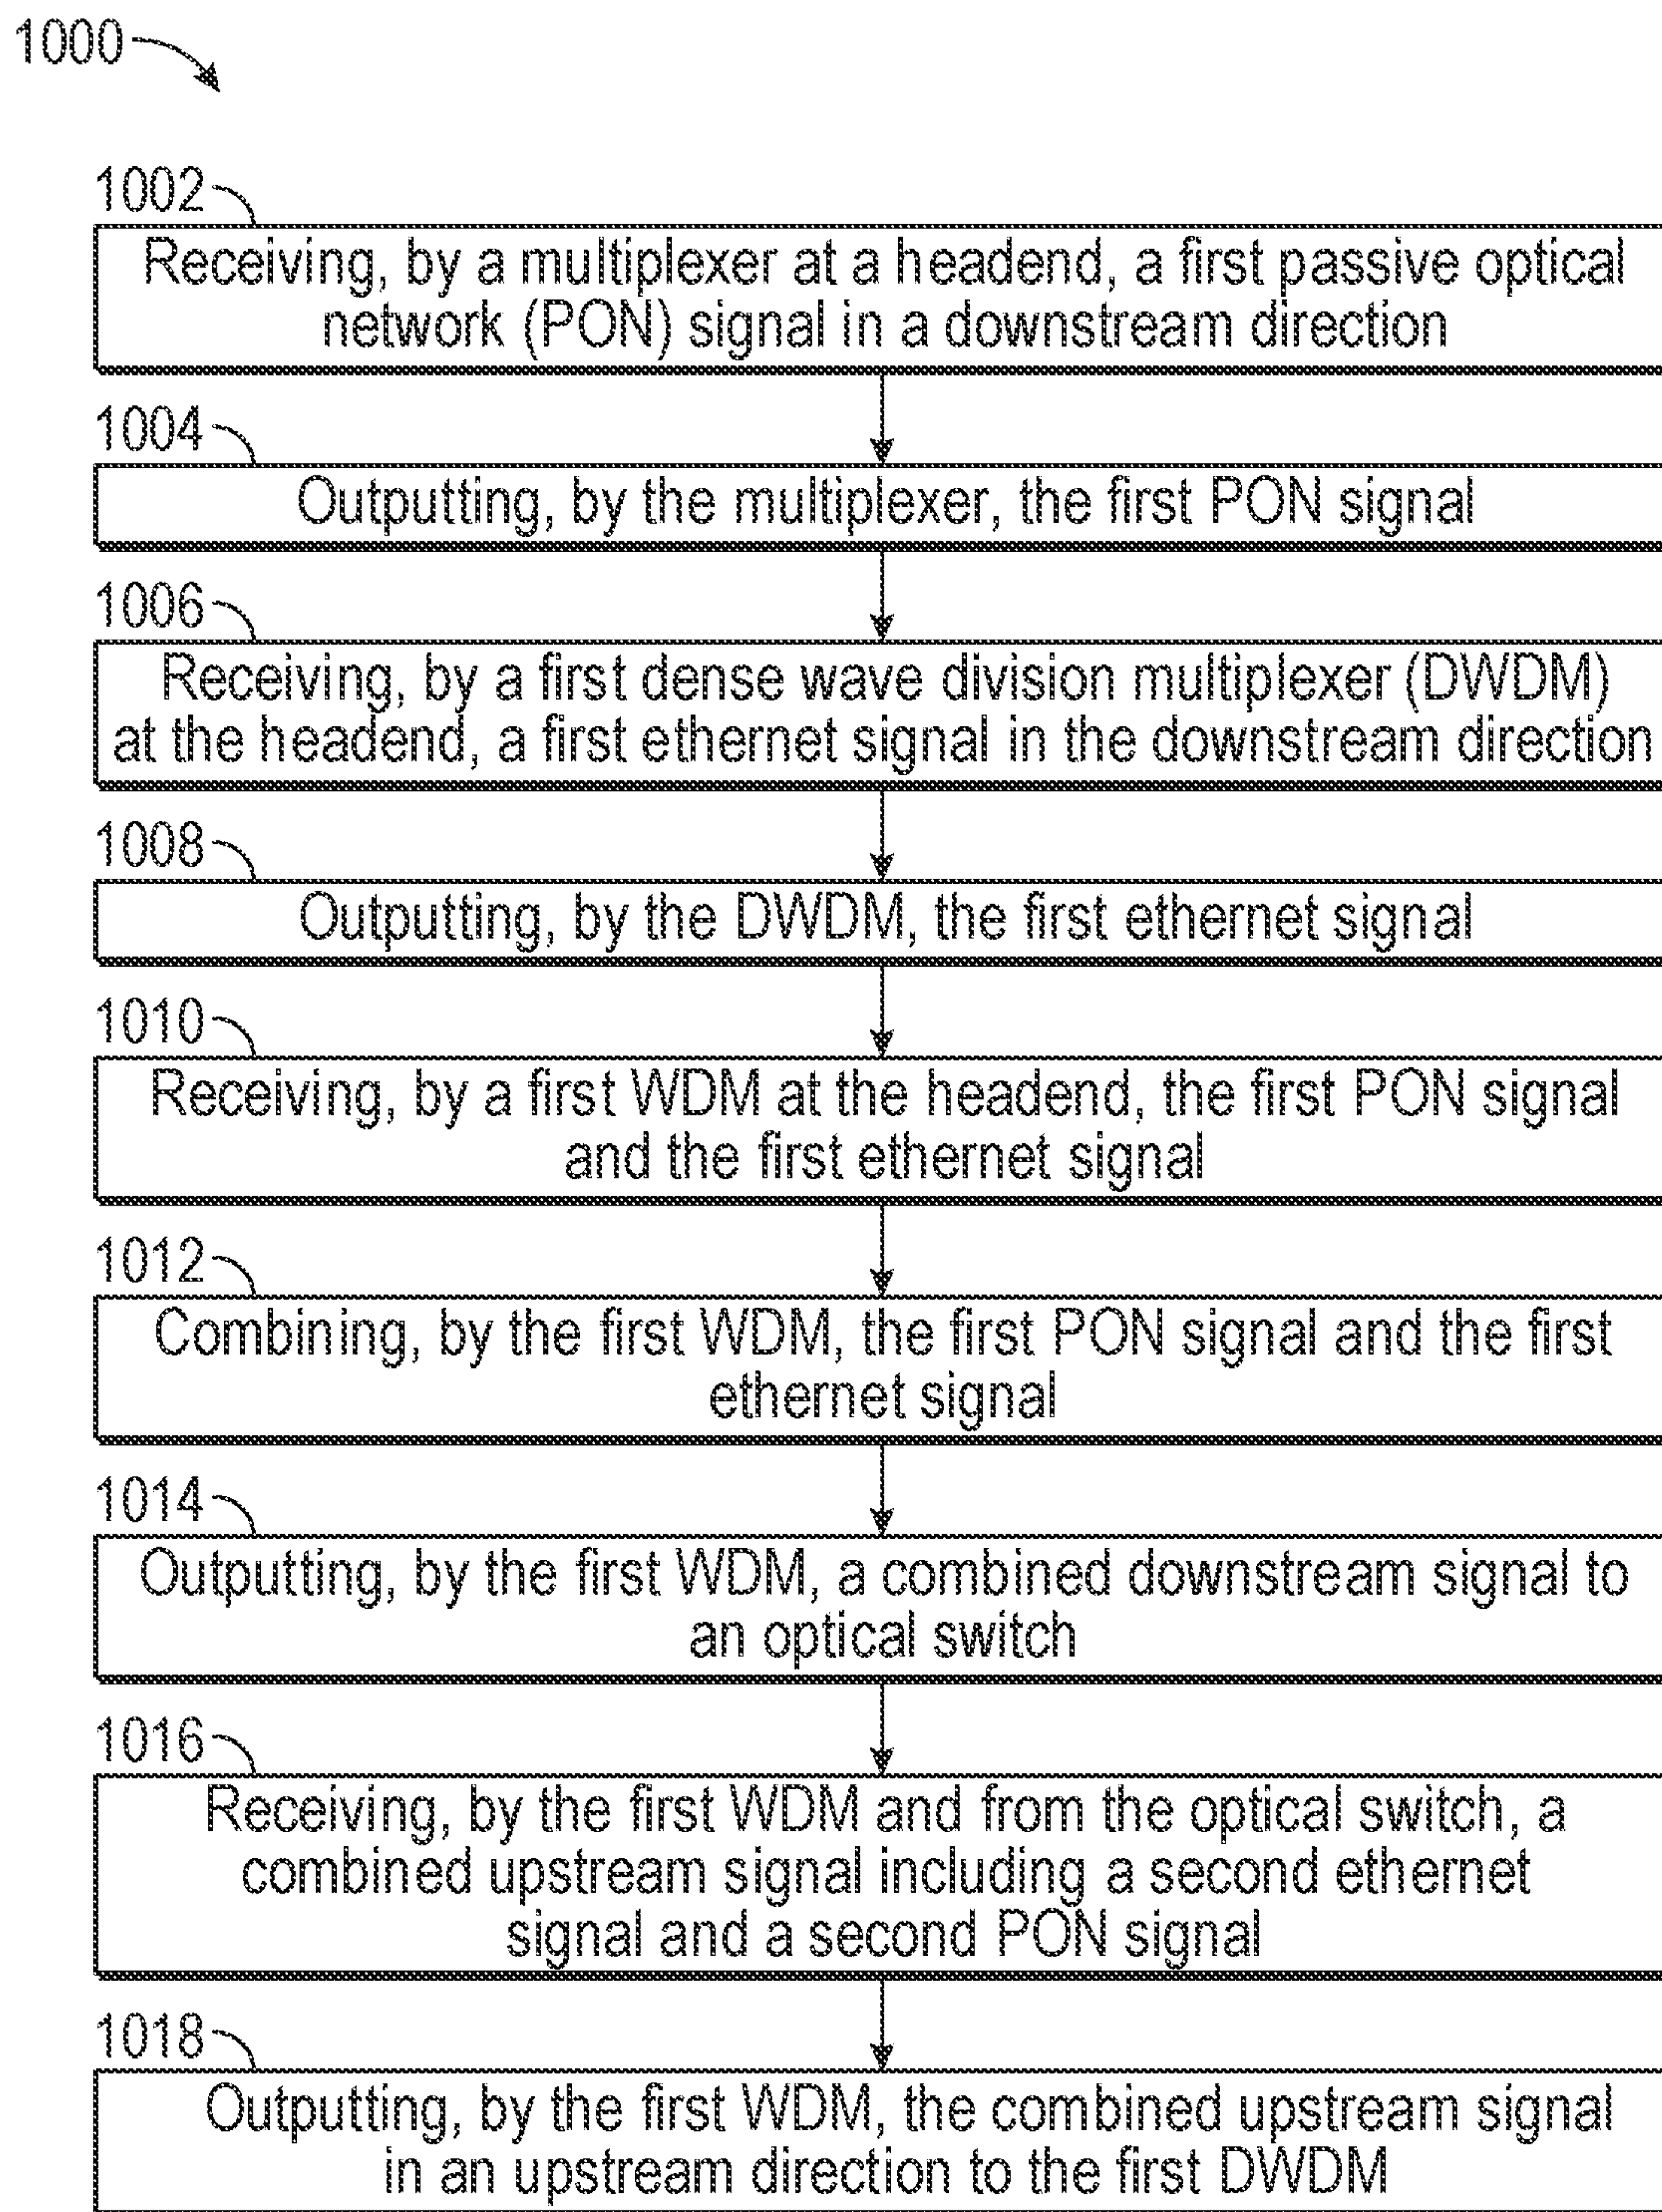 1000
1002
Receiving, by a multiplexer at a headend, a first passive optical
network (PON) signal in a downstream direction
1004
Outputting, by the multiplexer, the first PON signal
1006
Receiving, by a first dense wave division multiplexer (DWDM)
at the headend, a first ethernet signal in the downstream direction
1008
Outputting, by the DWDM, the first ethernet signal
1010
Receiving, by a first WDM at the headend, the first PON signal
and the first ethernet signal
1012
Combining, by the first WDM, the first PON signal and the first
ethernet signal
1014
Outputting, by the first WDM, a combined downstream signal to
an optical switch
1016
Receiving, by the first WDM and from the optical switch, a
combined upstream signal including a second ethernet
signal and a second PON signal
1018
Outputting, by the first WDM, the combined upstream signal
in an upstream direction to the first DWDM